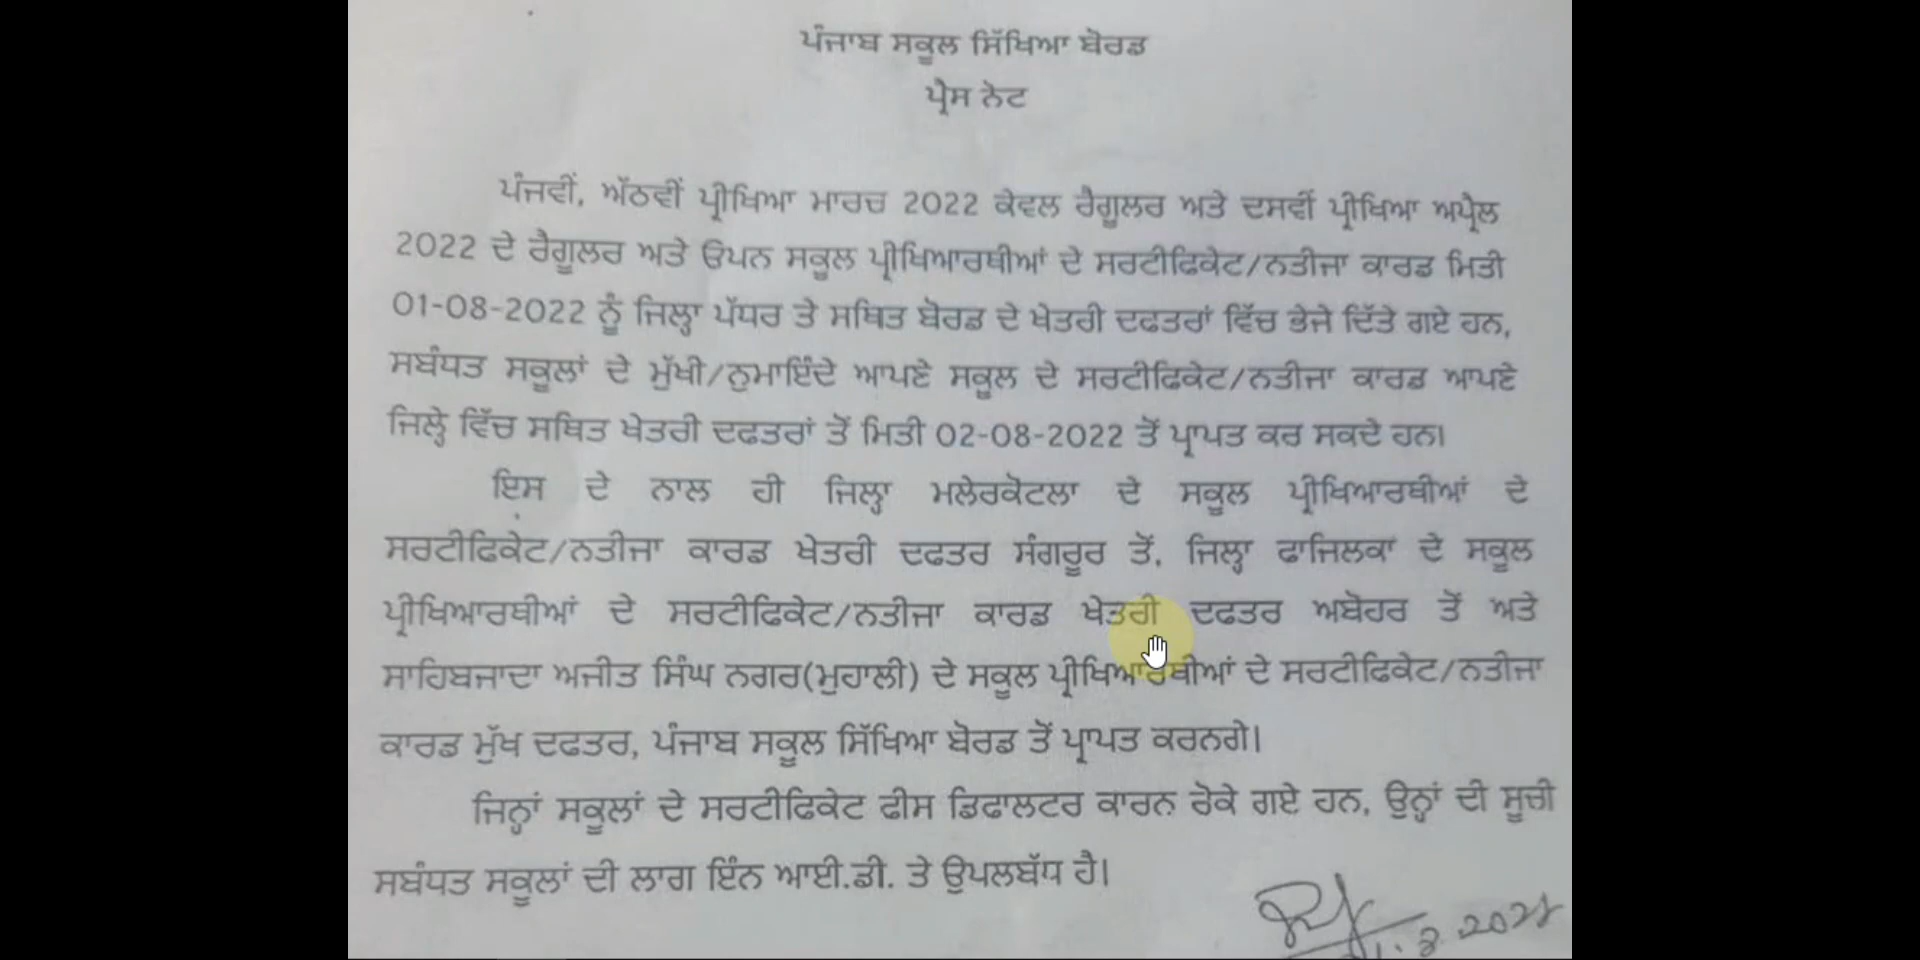 ਪੰਜਾਬ ਸਕੂਲ ਸਿੱਖਿਆ ਬੋਰਡ
ਪ੍ਰੈਸ ਨੋਟ
ਪੰਜਵੀਂ, ਅੱਠਵੀਂ ਪ੍ਰੀਖਿਆ ਮਾਰਚ 2022 ਕੇਵਲ ਰੈਗੂਲਰ ਅਤੇ ਦਸਵੀਂ ਪ੍ਰੀਖਿਆ ਅਪ੍ਰੈਲ
2022 ਦੇ ਰੈਗੂਲਰ ਅਤੇ ਓਪਨ ਸਕੂਲ ਪ੍ਰੀਖਿਆਰਥੀਆਂ ਦੇ ਸਰਟੀਫਿਕੇਟ/ਨਤੀਜਾ ਕਾਰਡ ਮਿਤੀ
01-08-2022 ਨੂੰ ਜਿਲ੍ਹਾ ਪੱਧਰ ਤੇ ਸਥਿਤ ਬੋਰਡ ਦੇ ਖੇਤਰੀ ਦਫਤਰਾਂ ਵਿੱਚ ਭੇਜੇ ਦਿੱਤੇ ਗਏ ਹਨ,
ਸਬੰਧਤ ਸਕੂਲਾਂ ਦੇ ਮੁੱਖੀ/ਨੁਮਾਇੰਦੇ ਆਪਣੇ ਸਕੂਲ ਦੇ ਸਰਟੀਫਿਕੇਟ/ਨਤੀਜਾ ਕਾਰਡ ਆਪਣੇ
ਜਿਲ੍ਹੇ ਵਿੱਚ ਸਥਿਤ ਖੇਤਰੀ ਦਫਤਰਾਂ ਤੋਂ ਮਿਤੀ 02-08-2022 ਤੋਂ ਪ੍ਰਾਪਤ ਕਰ ਸਕਦੇ ਹਨ।
ਇਸ ਦੇ ਨਾਲ ਹੀ ਜਿਲ੍ਹਾ ਮਲੇਰਕੋਟਲਾ ਦੇ ਸਕੂਲ ਪ੍ਰੀਖਿਆਰਥੀਆਂ ਦੇ
ਸਰਟੀਫਿਕੇਟ/ਨਤੀਜਾ ਕਾਰਡ ਖੇਤਰੀ ਦਫਤਰ ਸੰਗਰੂਰ ਤੋਂ, ਜਿਲ੍ਹਾ ਫਾਜਿਲਕਾਂ ਦੇ ਸਕੂਲ
ਪ੍ਰੀਖਿਆਰਥੀਆਂ ਦੇ ਸਰਟੀਫਿਕੇਟ/ਨਤੀਜਾ ਕਾਰਡ ਖੇਤਰੀ ਦਫਤਰ ਅਬੋਹਰ ਤੋਂ ਅਤੇ
ਸਾਹਿਬਜਾਦਾ ਅਜੀਤ ਸਿੰਘ ਨਗਰ(ਮੁਹਾਲੀ) ਦੇ ਸਕੂਲ ਪ੍ਰੀਖਿਆਰਥੀਆਂ ਦੇ ਸਰਟੀਫਿਕੇਟ/ਨਤੀਜਾ
ਕਾਰਡ ਮੁੱਖ ਦਫਤਰ, ਪੰਜਾਬ ਸਕੂਲ ਸਿੱਖਿਆ ਬੋਰਡ ਤੋਂ ਪ੍ਰਾਪਤ ਕਰਨਗੇ।
ਜਿਨ੍ਹਾਂ ਸਕੂਲਾਂ ਦੇ ਸਰਟੀਫਿਕੇਟ ਫੀਸ ਡਿਫਾਲਟਰ ਕਾਰਨ ਰੋਕੇ ਗਏ ਹਨ, ਉਨ੍ਹਾਂ ਦੀ ਸੂਚੀ
ਸਬੰਧਤ ਸਕੂਲਾਂ ਦੀ ਲਾਗ ਇੰਨ ਆਈ.ਡੀ. ਤੇ ਉਪਲਬੱਧ ਹੈ।
1.8.2022